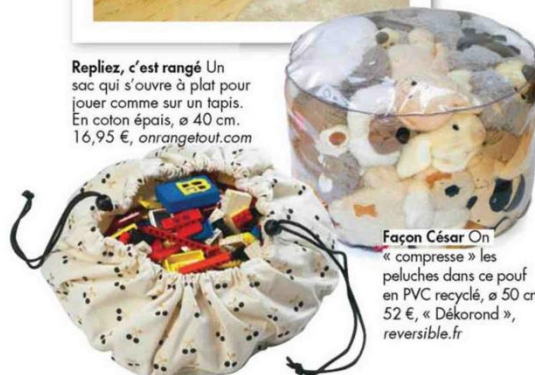 Repliez, c'est rangé Un
sac qui s'ouvre à plat pour
jouer comme sur un tapis.
En coton épais, ø 40 cm.
16,95 €, onrangetout.com
Façon César On
« compresse » les
peluches dans ce pouf
en PVC recyclé, ø 50 cm
52 €, « Dékorond »,
reversible.fr